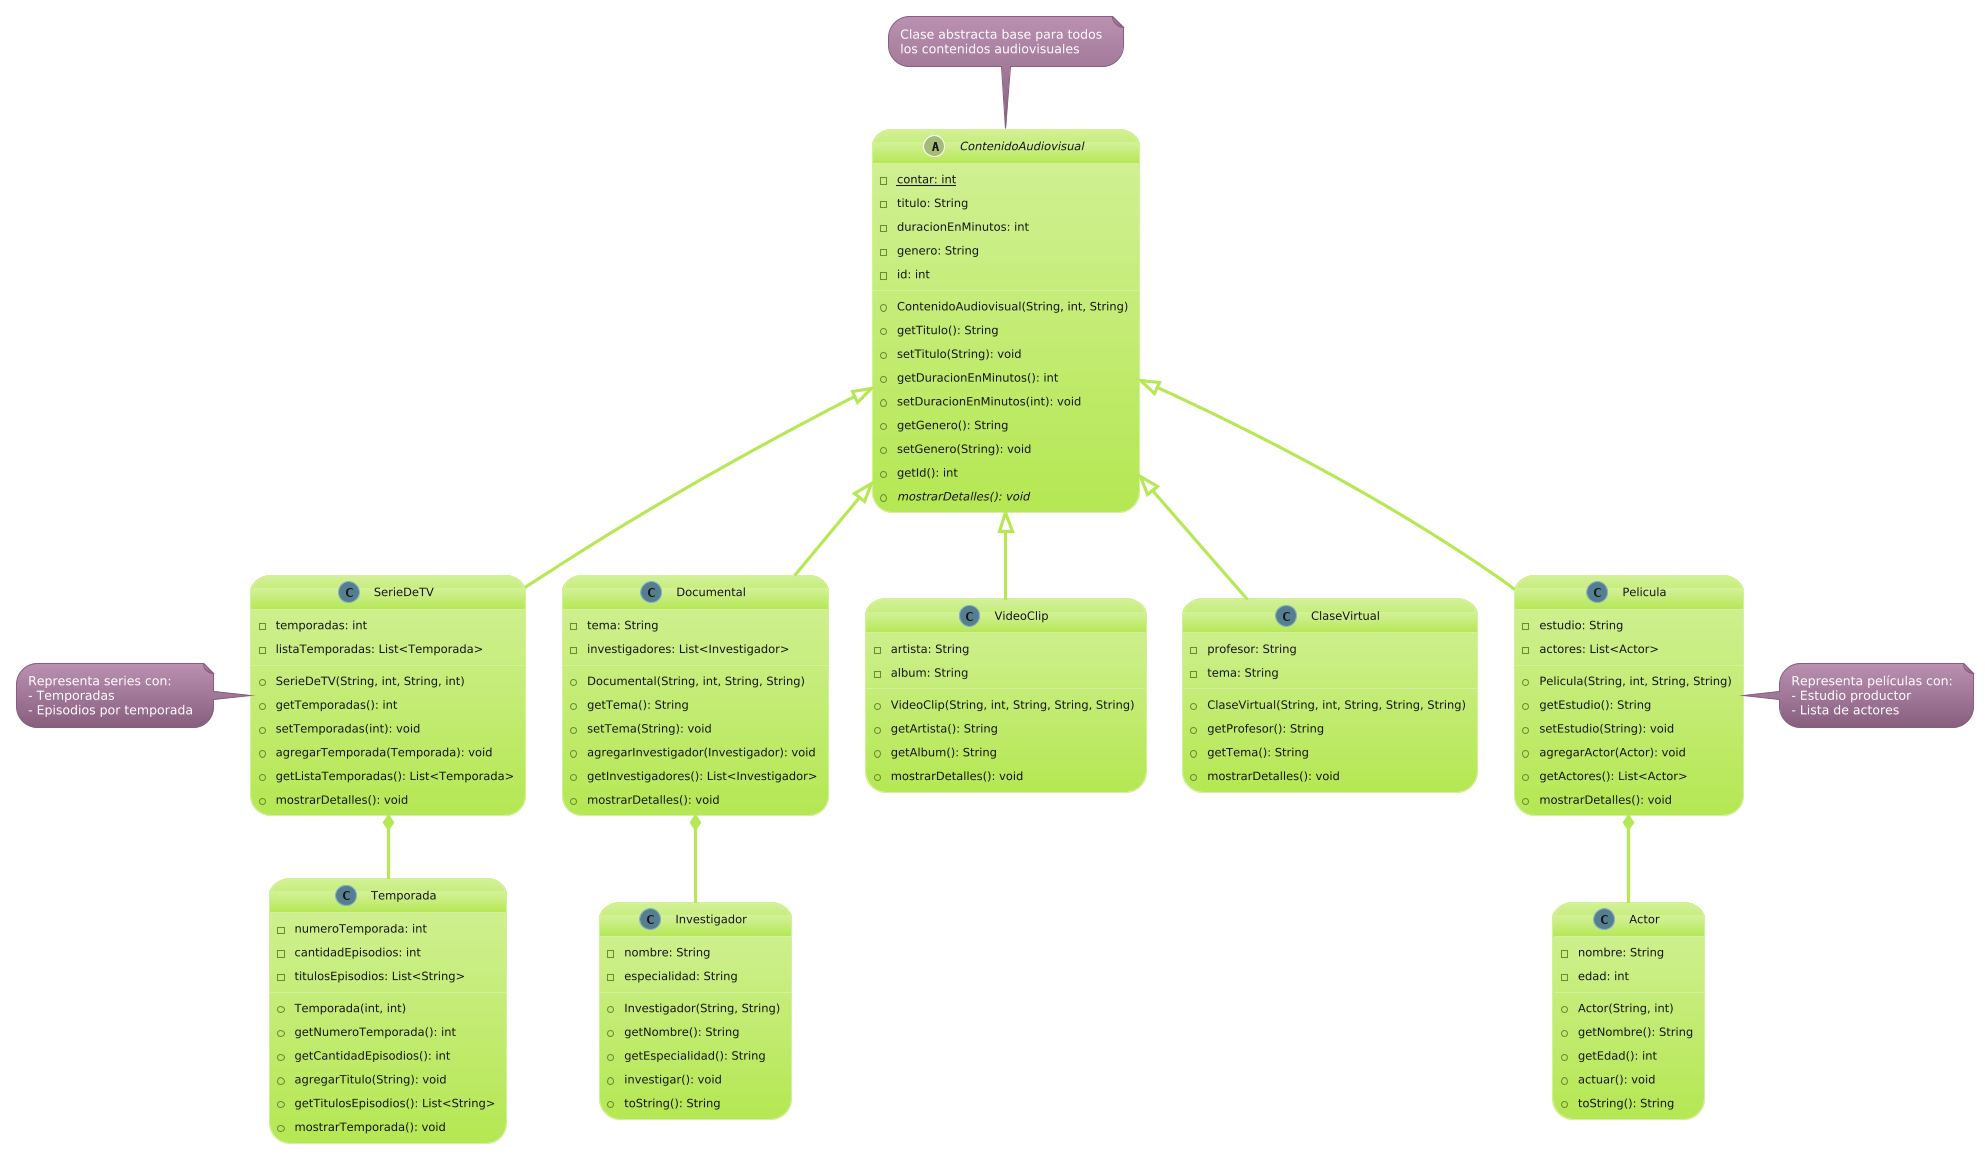 Clase abstracta base para todos
los contenidos audiovisuales
A ContenidoAudiovisual
contar: int
titulo: String
duracionEnMinutos: int
genero: String
id: int
ContenidoAudiovisual(String, int, String)
getTitulo(): String
setTitulo(String): void
getDuracionEnMinutos(): int
setDuracionEnMinutos(int): void
getGenero(): String
setGenero(String): void
getId(): int
mostrarDetalles(): void
C SerieDeTV
temporadas: int
listaTemporadas: List<Temporada>
SerieDeTV(String, int, String, int)
getTemporadas(): int
setTemporadas(int): void
agregarTemporada(Temporada): void
getListaTemporadas(): List<Temporada>
mostrarDetalles(): void
C Documental
tema: String
investigadores: List<Investigador>
Documental(String, int, String, String)
getTema(): String
setTema(String): void
agregarInvestigador(Investigador): void
getInvestigadores(): List<Investigador>
mostrarDetalles(): void
C VideoClip
artista: String
album: String
VideoClip(String, int, String, String, String)
getArtista(): String
getAlbum(): String
mostrarDetalles(): void
C ClaseVirtual
profesor: String
tema: String
ClaseVirtual(String, int, String, String, String)
getProfesor(): String
getTema(): String
mostrarDetalles(): void
C Pelicula
estudio: String
actores: List<Actor>
Pelicula(String, int, String, String)
getEstudio(): String
setEstudio(String): void
agregarActor(Actor): void
getActores(): List<Actor>
mostrarDetalles(): void
Representa series con:
- Temporadas
- Episodios por temporada
Representa películas con:
- Estudio productor
- Lista de actores
C Temporada
numeroTemporada: int
cantidadEpisodios: int
titulosEpisodios: List<String>
Temporada(int, int)
getNumeroTemporada(): int
getCantidadEpisodios(): int
agregarTitulo(String): void
getTitulosEpisodios(): List<String>
mostrarTemporada(): void
C Investigador
nombre: String
especialidad: String
Investigador(String, String)
getNombre(): String
getEspecialidad(): String
investigar(): void
toString(): String
C Actor
nombre: String
edad: int
Actor(String, int)
getNombre(): String
getEdad(): int
actuar(): void
toString(): String